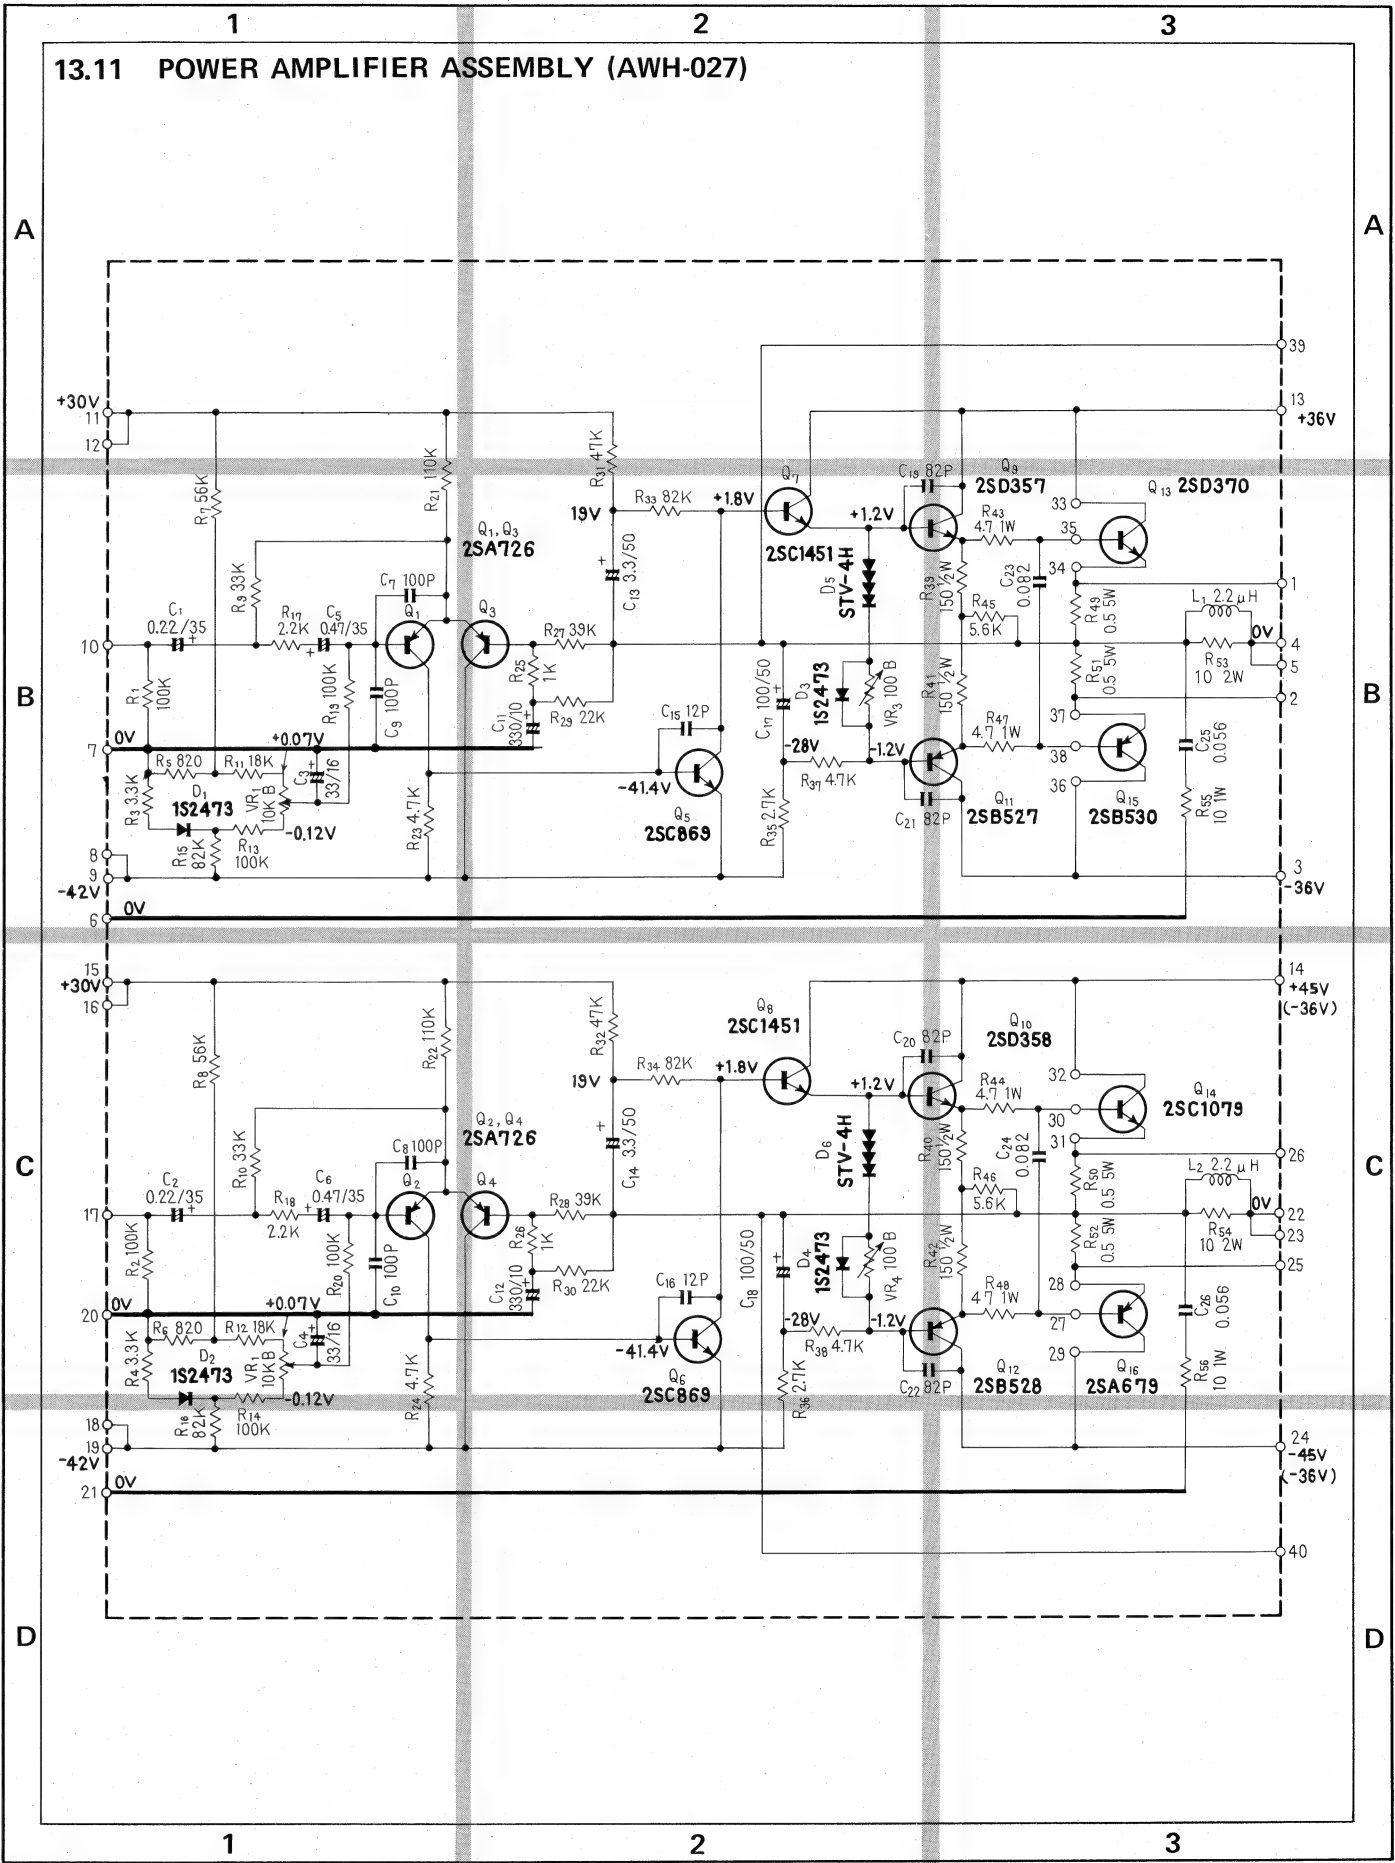 1 2 3
13.11 POWER AMPLIFIER ASSEMBLY (AWH-027)
A A
39
+30V
11
12
13
+36V
R7 56K
R21 110K
R31 47K
R33 82K
+1.8V
19V
Q7
2SC1451
C19 82P
Q9
2SD357
Q13 2SD370
33
35
34
+1.2V
R43
4.7 1W
Q1, Q3
2SA726
C13 3.3/50
D5
STV-4H
R39
150 ½W
C23
0.082
R45
5.6K
R49
0.5 5W
1
L1 2.2μH
0V
4
5
R53
10 2W
2
R9 33K
C7 100P
Q1
Q3
C1
0.22/35
+
R17
2.2K
C5
0.47/35
+
R27 39K
10
R1
100K
R19 100K
C9 100P
R25
1K
R29 22K
C11
330/10
+
C17 100/50
+
D3
1S2473
VR3 100 B
R41
150 ½W
R51
0.5 5W
B B
7
0V
+0.07V
R5 820
R11 18K
C3
33/16
+
R3 3.3K
D1
1S2473
VR1
10K B
R13
100K
-0.12V
R15
82K
R23 4.7K
C15 12P
-41.4V
Q5
2SC869
-28V
R37 4.7K
-1.2V
R35 2.7K
C21 82P
Q11
2SB527
R47
4.7 1W
37
38
36
Q15
2SB530
C25
0.056
R55
10 1W
8
9
-42V
3
-36V
6
0V
15
+30V
16
14
+45V
(-36V)
R8 56K
R22 110K
R32 47K
R34 82K
+1.8V
19V
Q8
2SC1451
C20 82P
Q10
2SD358
32
30
31
Q14
2SC1079
+1.2V
R44
4.7 1W
Q2, Q4
2SA726
C14 3.3/50
+
D6
STV-4H
R40
150 ½W
C24
0.082
R46
5.6K
R50
0.5 5W
26
L2 2.2μH
0V
22
23
R54
10 2W
25
C C
R10 33K
C8 100P
Q2
Q4
C2
0.22/35
+
R18
2.2K
C6
0.47/35
+
R28 39K
17
R2 100K
R20 100K
C10 100P
R26
1K
R30 22K
C12
330/10
+
C18 100/50
+
D4
1S2473
VR4 100 B
R42
150 ½W
R52
0.5 5W
20
0V
+0.07V
R6 820
R12 18K
C4
33/16
+
R4 3.3K
D2
1S2473
VR1
10K B
R14
100K
-0.12V
R16
82K
R24 4.7K
C16 12P
-41.4V
Q6
2SC869
-28V
R38 4.7K
-1.2V
R36 2.7K
C22 82P
Q12
2SB528
R48
4.7 1W
28
27
29
Q16
2SA679
C26
0.056
R56
10 1W
18
19
-42V
24
-45V
(-36V)
21
0V
40
D D
1 2 3